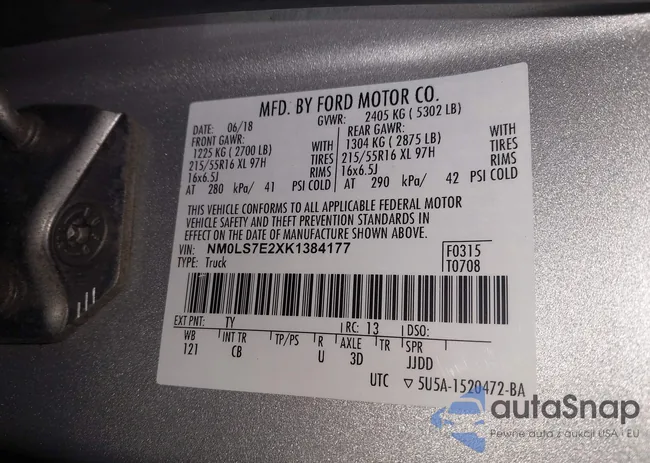 MFD. BY FORD MOTOR CO.
DATE: 06/18 GVWR: 2405 KG ( 5302 LB)
FRONT GAWR: REAR GAWR:
1225 KG ( 2700 LB) WITH 1304 KG ( 2875 LB) WITH
215/55R16 XL 97H TIRES 215/55R16 XL 97H TIRES
16x6.5J RIMS 16x6.5J RIMS
AT 280 kPa/ 41 PSI COLD AT 290 kPa/ 42 PSI COLD
THIS VEHICLE CONFORMS TO ALL APPLICABLE FEDERAL MOTOR
VEHICLE SAFETY AND THEFT PREVENTION STANDARDS IN
EFFECT ON THE DATE OF MANUFACTURE SHOWN ABOVE.
VIN: NM0LS7E2XK1384177 F0315
TYPE: Truck T0708
EXT PNT: TY RC: 13 DSO:
WB INT TR TP/PS R AXLE TR SPR
121 CB U 3D JJDD
UTC ▽ 5U5A-1520472-BA
autaSnap
Pewne auta z aukcji USA i EU